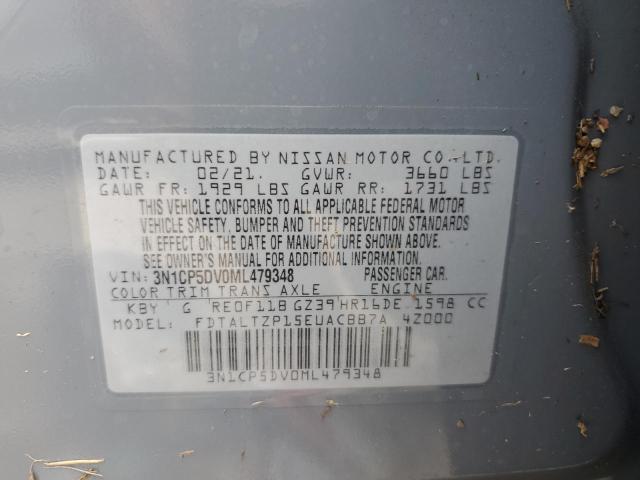 MANUFACTURED BY NISSAN MOTOR CO.,LTD.
DATE: 02/21. GVWR: 3660 LBS
GAWR FR: 1929 LBS GAWR RR: 1731 LBS
THIS VEHICLE CONFORMS TO ALL APPLICABLE FEDERAL MOTOR
VEHICLE SAFETY, BUMPER AND THEFT PREVENTION STANDARDS
IN EFFECT ON THE DATE OF MANUFACTURE SHOWN ABOVE.
SEE OWNER'S MANUAL FOR ADDITIONAL INFORMATION.
VIN: 3N1CP5DV0ML479348 PASSENGER CAR.
COLOR TRIM TRANS AXLE ENGINE
KBY G RE0F11B GZ39 HR16DE 1598 CC
MODEL: FDTALTZP15EUACBB7A 4Z000
3N1CP5DV0ML479348